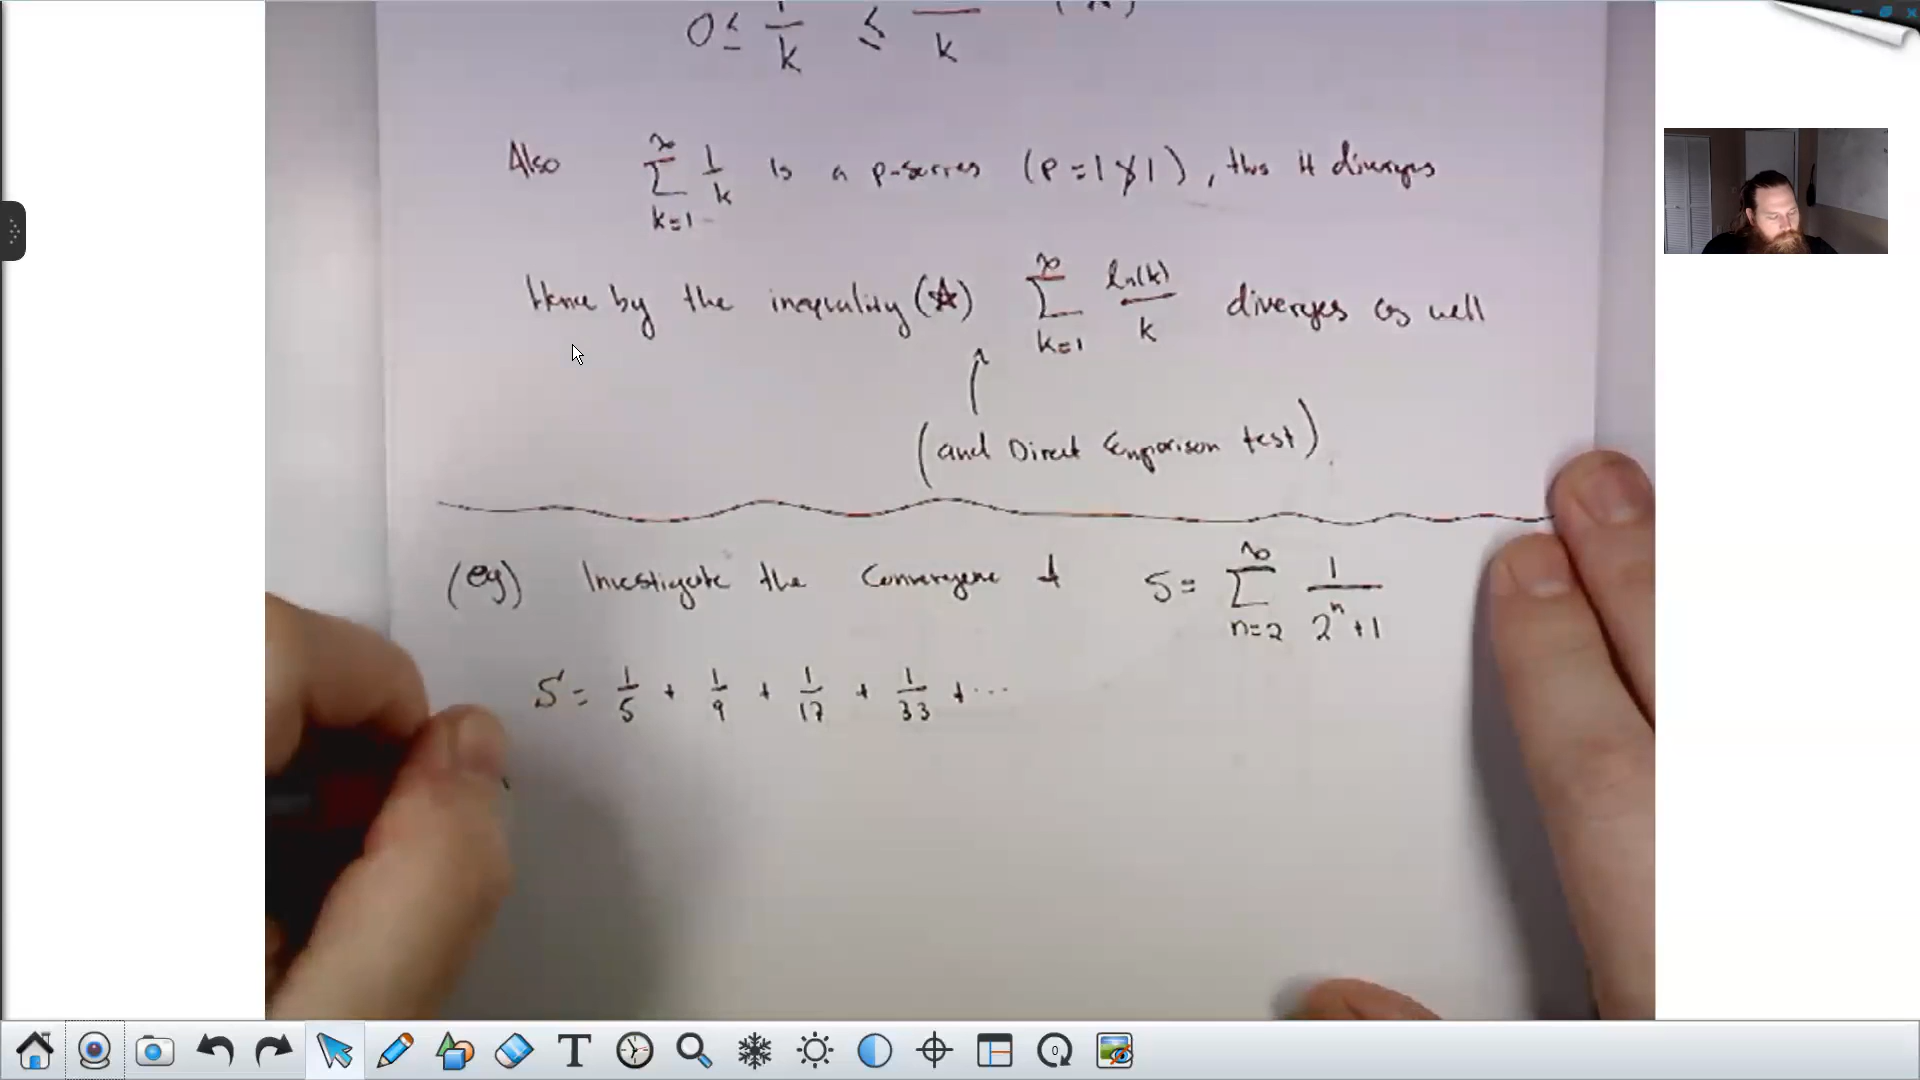 0 ≤ 1/k ≤ —/k
Also ∑_{k=1}^{∞} 1/k is a p-series (p = 1 ≯ 1), thus it diverges
Hence by the inequality (☆) ∑_{k=1}^{∞} ln(k)/k diverges as well
(and Direct Comparison test).
(eg) Investigate the Convergence of S = ∑_{n=2}^{∞} 1/(2^n + 1)
S = 1/5 + 1/9 + 1/17 + 1/33 + ···
T
0